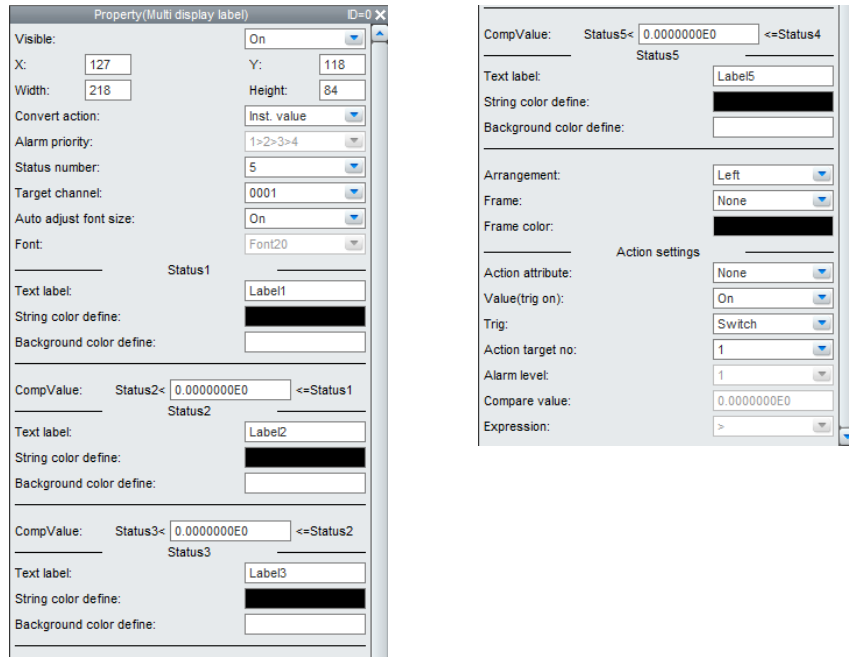 Property(Multi display label) ID=0
Visible: On
X: 127 Y: 118
Width: 218 Height: 84
Convert action: Inst. value
Alarm priority: 1>2>3>4
Status number: 5
Target channel: 0001
Auto adjust font size: On
Font: Font20
Status1
Text label: Label1
String color define:
Background color define:
CompValue: Status2< 0.0000000E0 <=Status1
Status2
Text label: Label2
String color define:
Background color define:
CompValue: Status3< 0.0000000E0 <=Status2
Status3
Text label: Label3
String color define:
Background color define:
CompValue: Status5< 0.0000000E0 <=Status4
Status5
Text label: Label5
String color define:
Background color define:
Arrangement: Left
Frame: None
Frame color:
Action settings
Action attribute: None
Value(trig on): On
Trig: Switch
Action target no: 1
Alarm level: 1
Compare value: 0.0000000E0
Expression: >